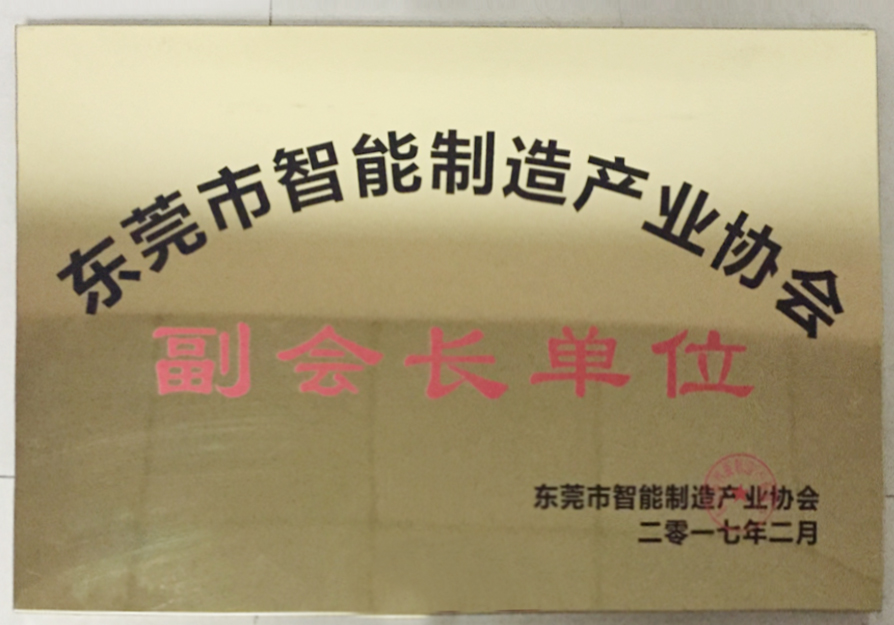 东莞市智能制造产业协会
副会长单位
东莞市智能制造产业协会
二零一七年二月